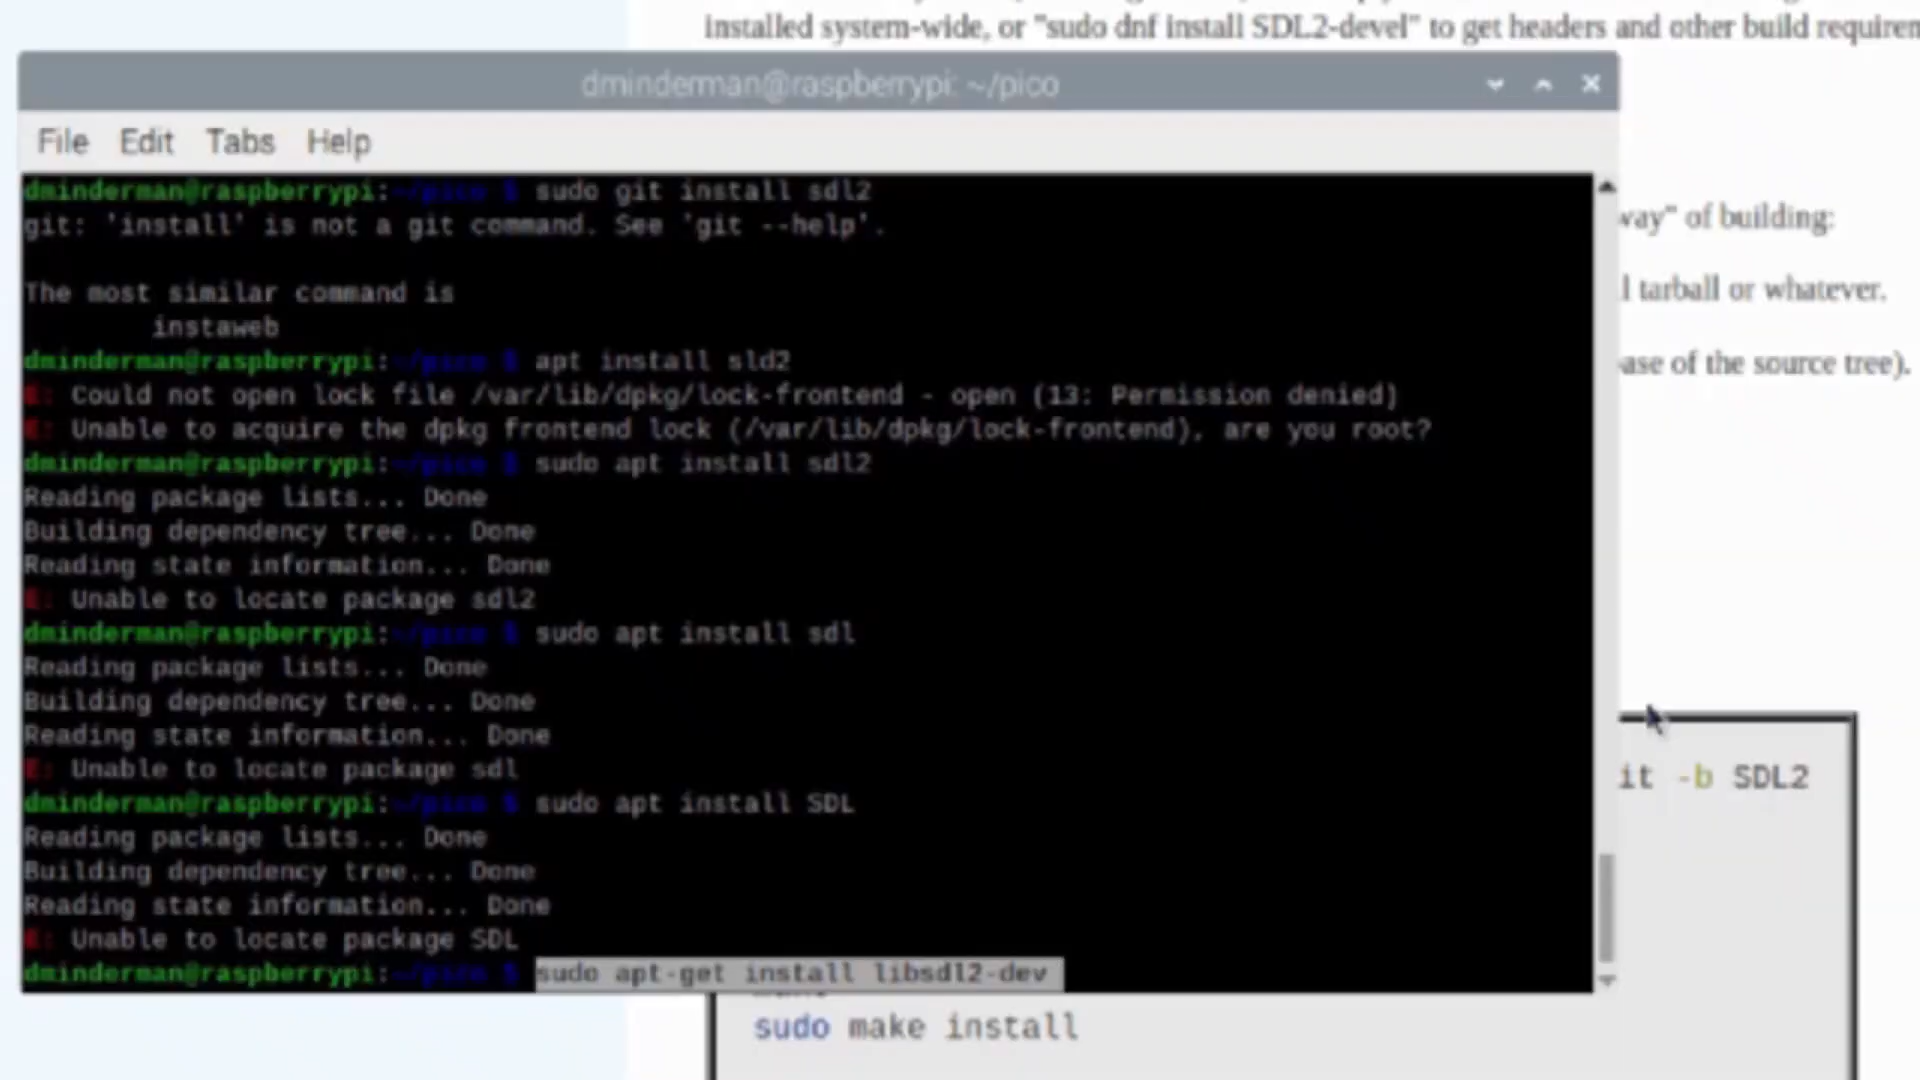 installed system-wide, or "sudo dnf install SDL2-devel" to get headers and other build
dminderman@raspberrypi: ~/pico
File Edit Tabs Help
dminderman@raspberrypi:~/pico $ sudo git install sdl2
git: 'install' is not a git command. See 'git --help'.
The most similar command is
instaweb
dminderman@raspberrypi:~/pico $ apt install sld2
E: Could not open lock file /var/lib/dpkg/lock-frontend - open (13: Permission denied)
E: Unable to acquire the dpkg frontend lock (/var/lib/dpkg/lock-frontend), are you root?
dminderman@raspberrypi:~/pico $ sudo apt install sdl2
Reading package lists... Done
Building dependency tree... Done
Reading state information... Done
E: Unable to locate package sdl2
dminderman@raspberrypi:~/pico $ sudo apt install sdl
Reading package lists... Done
Building dependency tree... Done
Reading state information... Done
E: Unable to locate package sdl
dminderman@raspberrypi:~/pico $ sudo apt install SDL
Reading package lists... Done
Building dependency tree... Done
Reading state information... Done
E: Unable to locate package SDL
dminderman@raspberrypi:~/pico $ sudo apt-get install libsdl2-dev
way" of building:
tarball or whatever.
of the source tree).
it -b SDL2
sudo make install